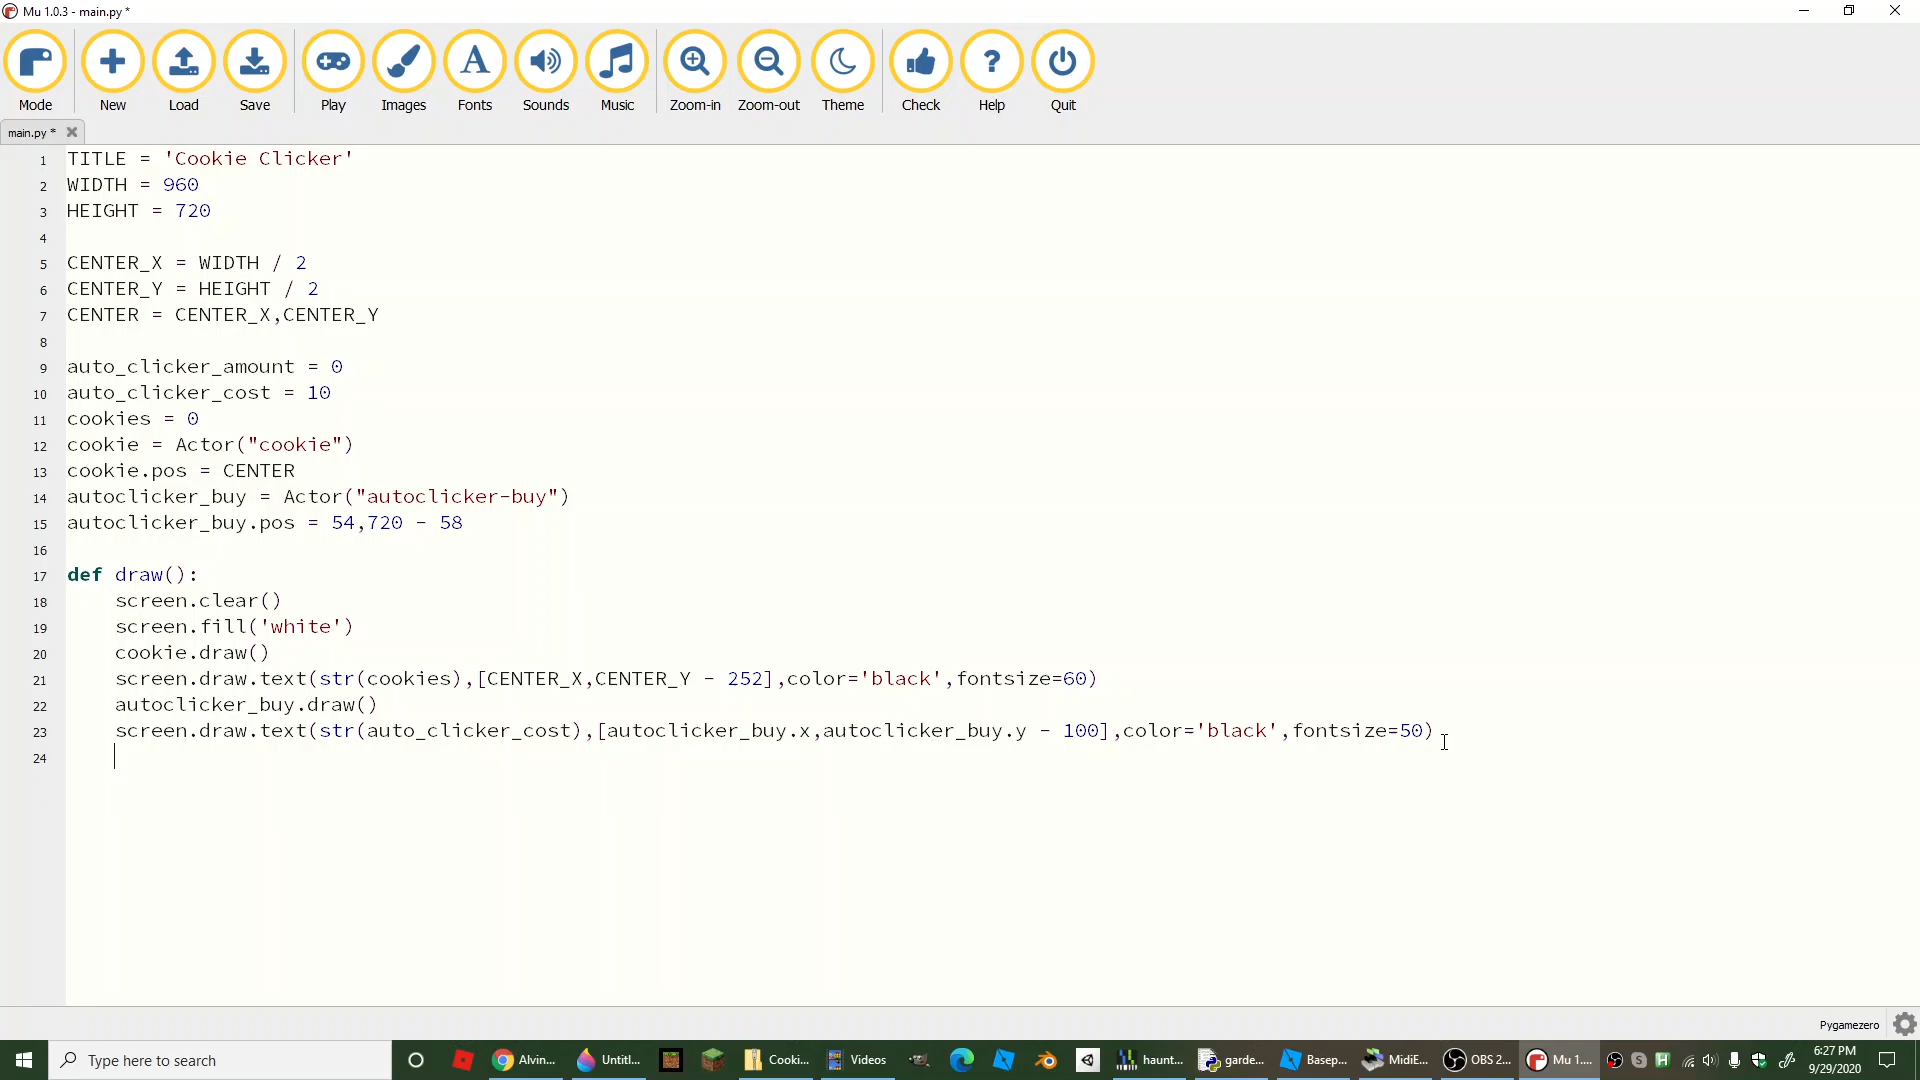 Mu 1.0.3 - main.py *
Mode New Load Save Play Images Fonts Sounds Music Zoom-in Zoom-out Theme Check Help Quit
main.py *
1 TITLE = 'Cookie Clicker'
2 WIDTH = 960
3 HEIGHT = 720
4
5 CENTER_X = WIDTH / 2
6 CENTER_Y = HEIGHT / 2
7 CENTER = CENTER_X,CENTER_Y
8
9 auto_clicker_amount = 0
10 auto_clicker_cost = 10
11 cookies = 0
12 cookie = Actor("cookie")
13 cookie.pos = CENTER
14 autoclicker_buy = Actor("autoclicker-buy")
15 autoclicker_buy.pos = 54,720 - 58
16
17 def draw():
18 screen.clear()
19 screen.fill('white')
20 cookie.draw()
21 screen.draw.text(str(cookies),[CENTER_X,CENTER_Y - 252],color='black',fontsize=60)
22 autoclicker_buy.draw()
23 screen.draw.text(str(auto_clicker_cost),[autoclicker_buy.x,autoclicker_buy.y - 100],color='black',fontsize=50)
24
Pygamezero
Type here to search Alvin... Untitl... Cooki... Videos haunt... garde... Basep... MidiE... OBS 2... Mu 1.... 6:27 PM
9/29/2020